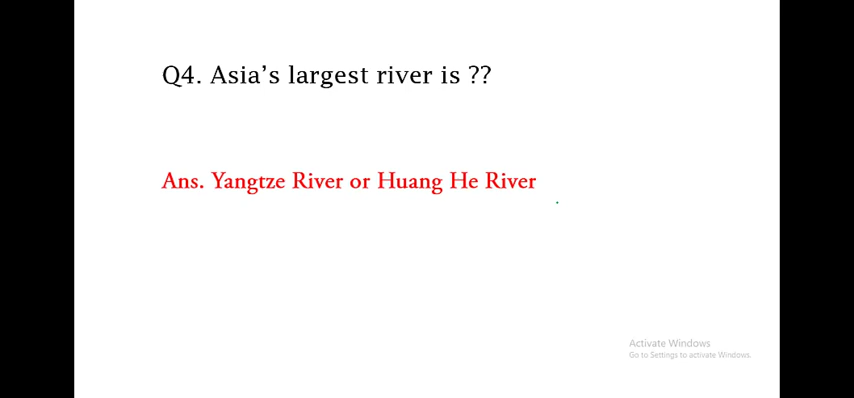 Q4. Asia’s largest river is ??
Ans. Yangtze River or Huang He River
Activate Windows
Go to Settings to activate Windows.